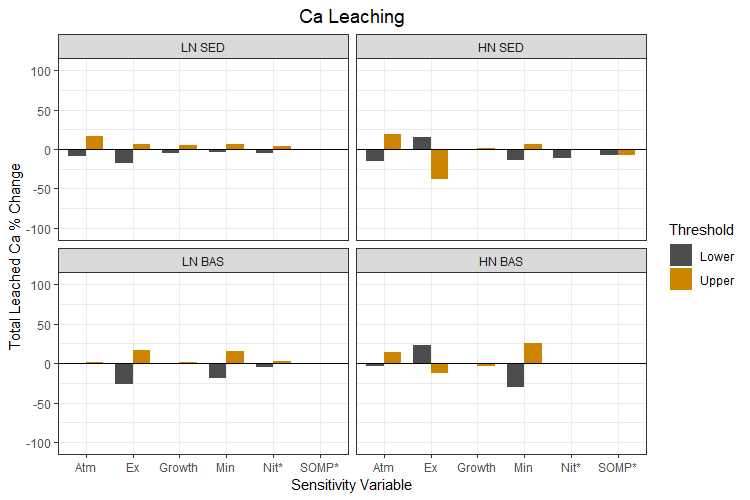 Ca Leaching
LN SED
HN SED
100
50
0
-50
-100
LN BAS
HN BAS
100
50
0
-50
-100
Total Leached Ca % Change
Atm Ex Growth Min Nit* SOMP*
Atm Ex Growth Min Nit* SOMP*
Sensitivity Variable
Threshold
Lower
Upper